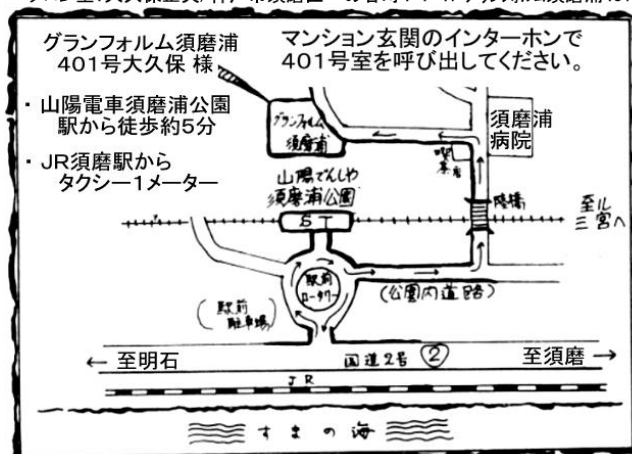 グランフォルム須磨浦
401号大久保 様
マンション玄関のインターホンで
401号室を呼び出してください。
・山陽電車須磨浦公園
駅から徒歩約5分
・JR須磨駅から
タクシー1メーター
グランフォルム
須磨浦
須磨浦
病院
喫茶店
山陽でんしゃ
須磨浦公園
ST
陸橋
三宮へ
駅前
ロータリー
(公園内道路)
(駅前
駐車場)
← 至明石
国道2号 ②
至須磨 →
JR
すまの海